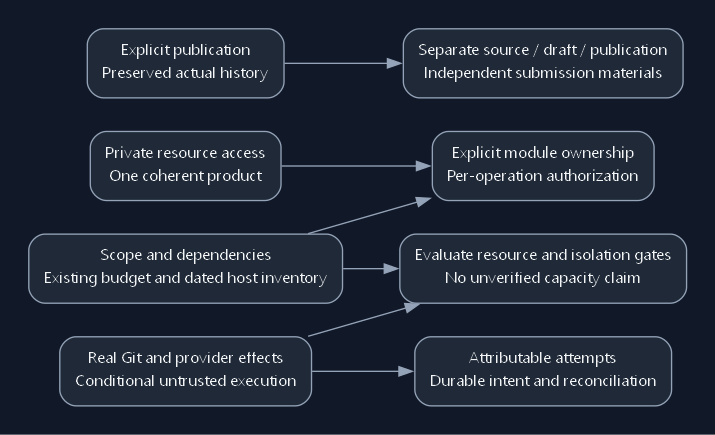 Explicit publication
Preserved actual history
Separate source / draft / publication
Independent submission materials
Private resource access
One coherent product
Explicit module ownership
Per-operation authorization
Scope and dependencies
Existing budget and dated host inventory
Evaluate resource and isolation gates
No unverified capacity claim
Real Git and provider effects
Conditional untrusted execution
Attributable attempts
Durable intent and reconciliation